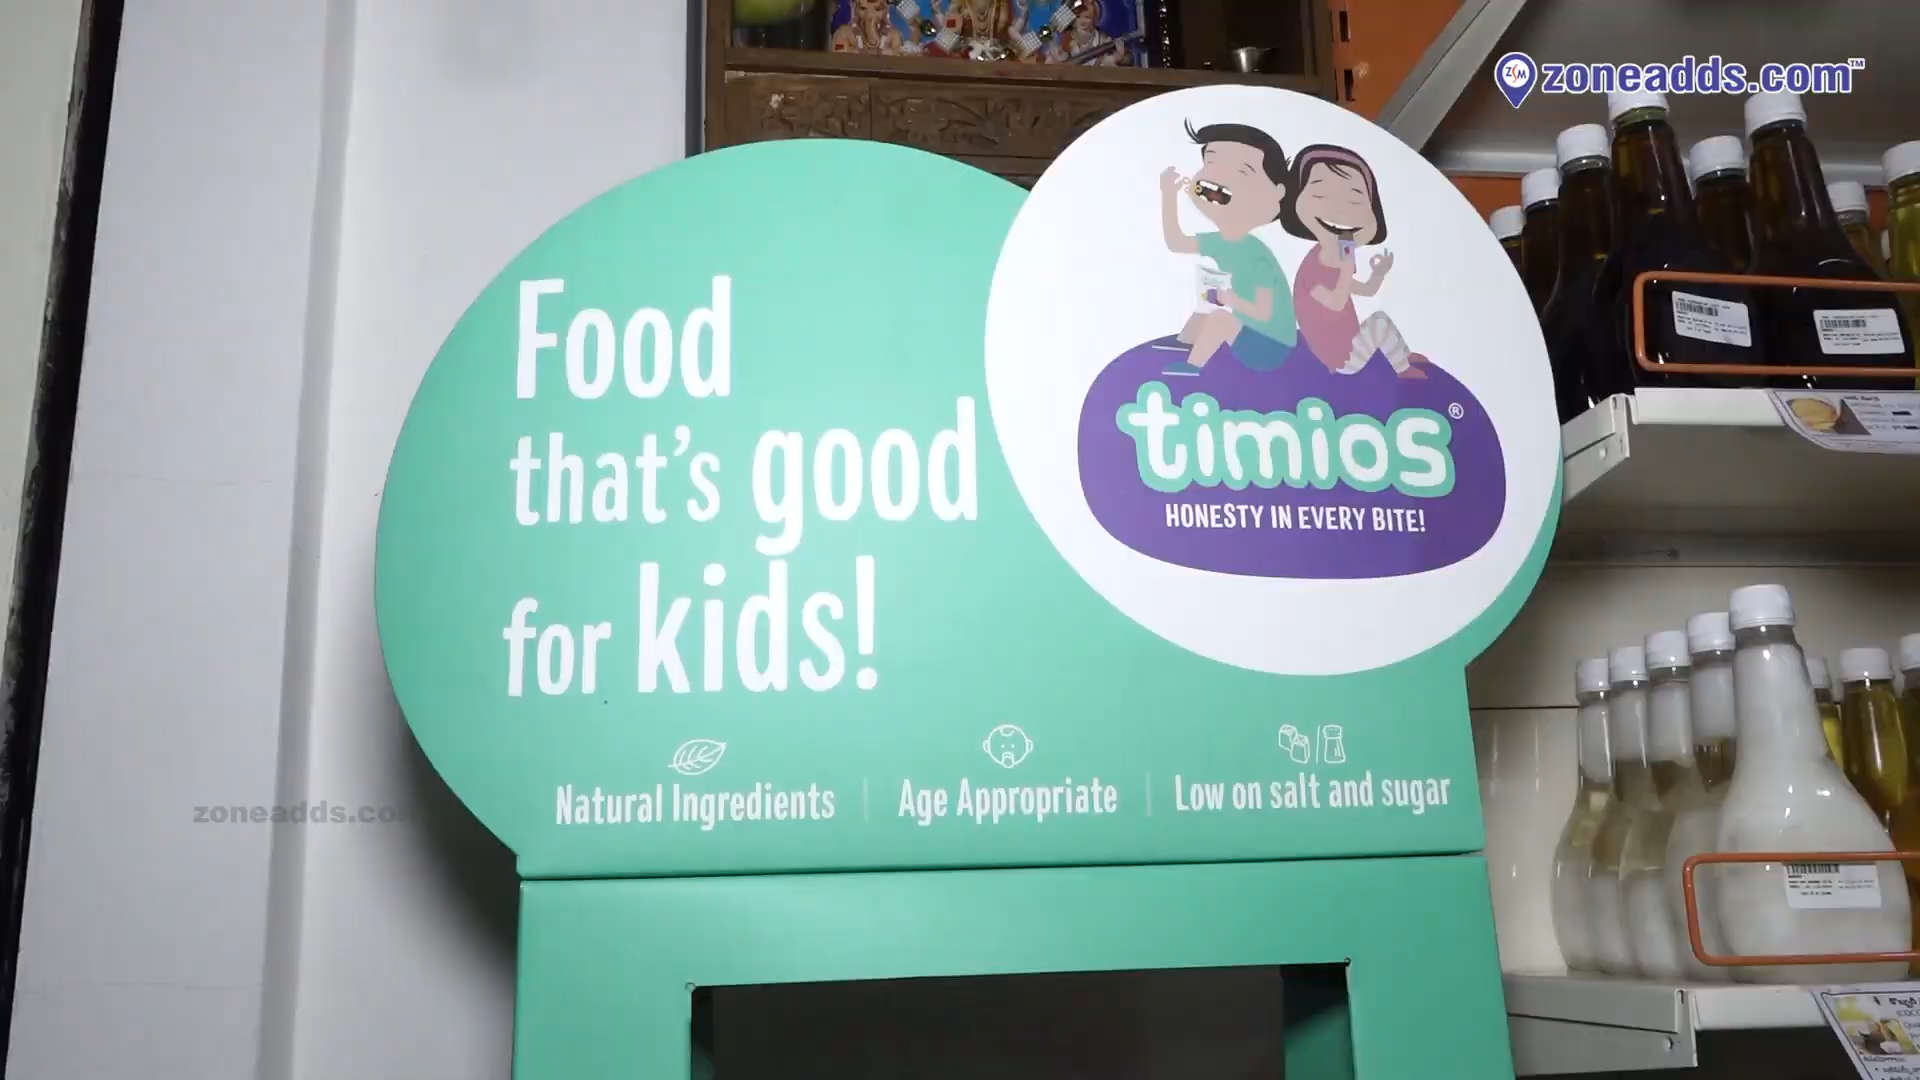 ZSM zoneadds.com™
Food
that's good
for kids!
timios®
HONESTY IN EVERY BITE!
Natural Ingredients | Age Appropriate | Low on salt and sugar
zoneadds.co